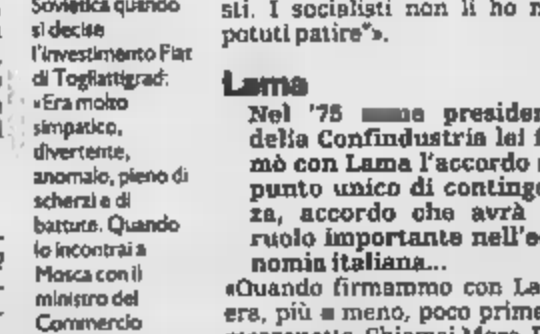 Sovietica quando
si decise
l'investimento Fiat
di Togliattigrad:
«Era molto
simpatico,
divertente,
anomalo, pieno di
scherzi e di
battute. Quando
lo incontrai a
Mosca con il
ministro del
Commercio
sti. I socialisti non li ho
potuti patire"».
Lama
Nel '75 come presiden
della Confindustria lei f
mò con Lama l'accordo
punto unico di continge
za, accordo che avrà
ruolo importante nell'e
nomia italiana...
«Quando firmammo con La
era, più o meno, poco prime